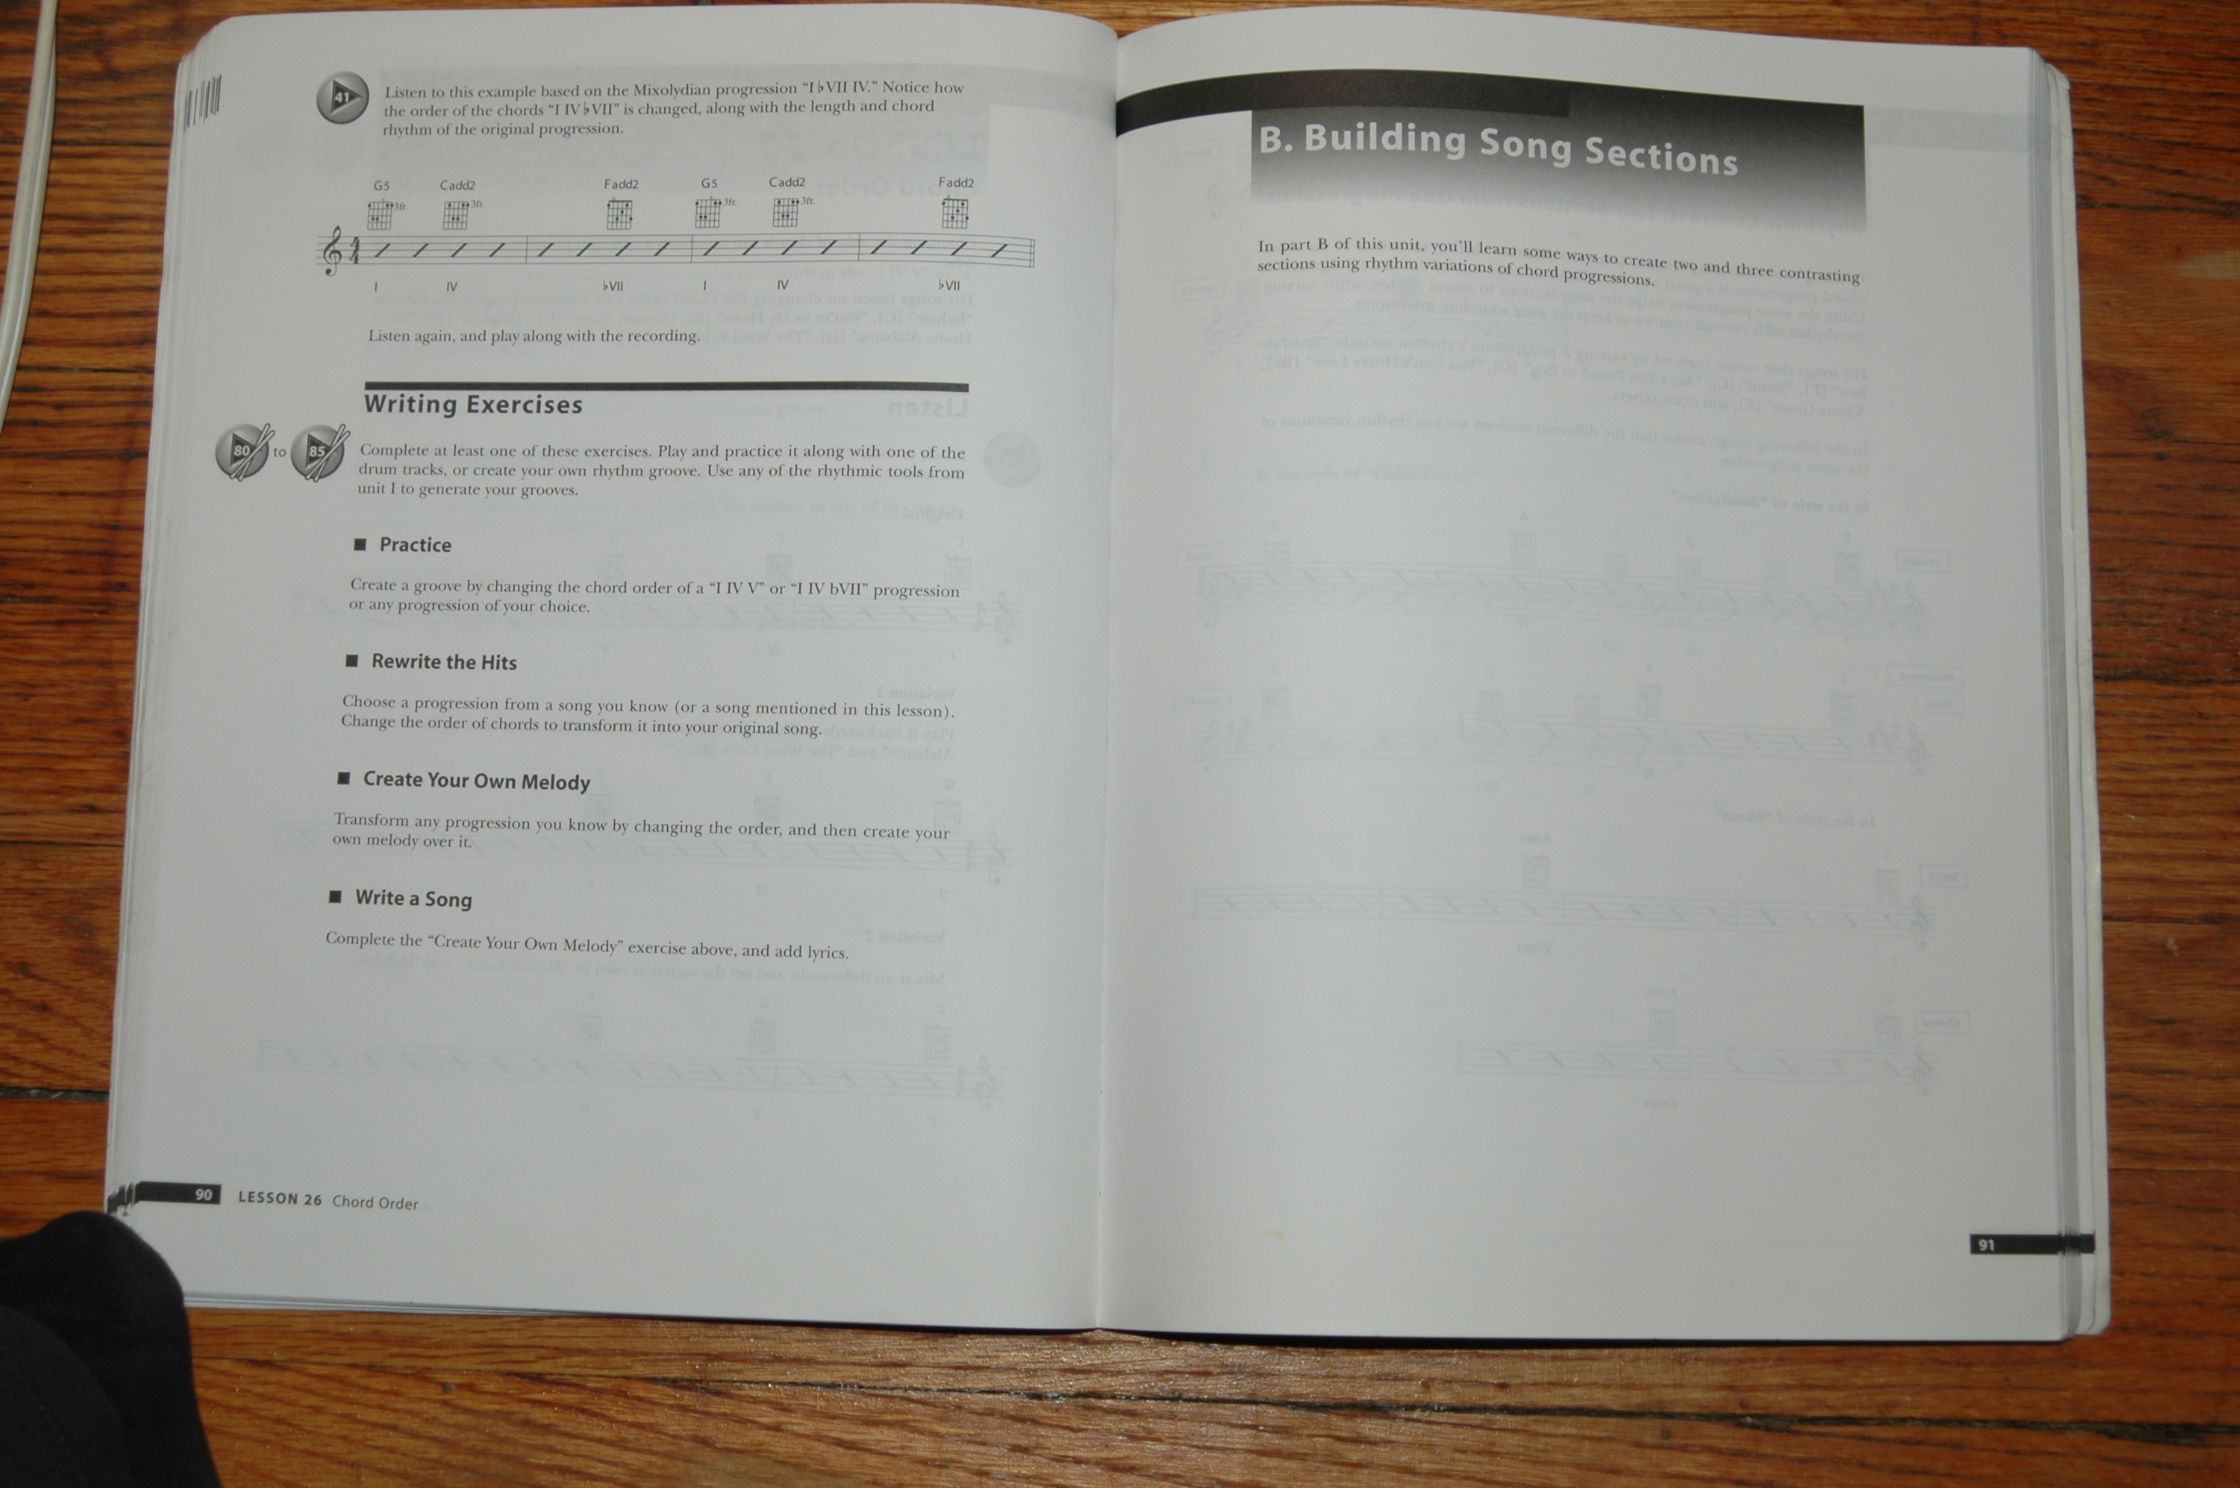 41
Listen to this example based on the Mixolydian progression “I ♭VII IV.” Notice how
the order of the chords “I IV ♭VII” is changed, along with the length and chord
rhythm of the original progression.
G5 Cadd2 Fadd2 G5 Cadd2 Fadd2
3fr. 3fr. 3fr. 3fr.
I IV ♭VII I IV ♭VII
Listen again, and play along with the recording.
Writing Exercises
80 to 85
Complete at least one of these exercises. Play and practice it along with one of the
drum tracks, or create your own rhythm groove. Use any of the rhythmic tools from
unit I to generate your grooves.
■ Practice
Create a groove by changing the chord order of a “I IV V” or “I IV bVII” progression
or any progression of your choice.
■ Rewrite the Hits
Choose a progression from a song you know (or a song mentioned in this lesson).
Change the order of chords to transform it into your original song.
■ Create Your Own Melody
Transform any progression you know by changing the order, and then create your
own melody over it.
■ Write a Song
Complete the “Create Your Own Melody” exercise above, and add lyrics.
90 LESSON 26 Chord Order
B. Building Song Sections
In part B of this unit, you’ll learn some ways to create two and three contrasting
sections using rhythm variations of chord progressions.
91